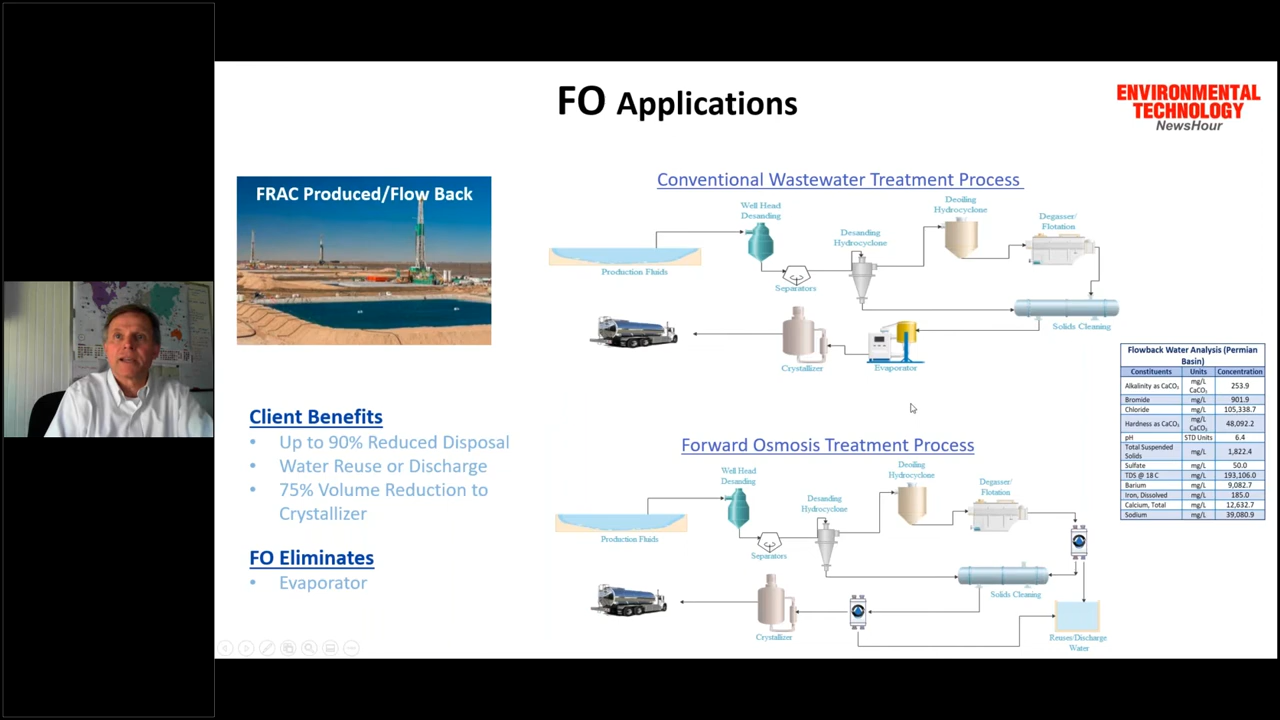 FO Applications
ENVIRONMENTAL
TECHNOLOGY
NewsHour
FRAC Produced/Flow Back
Client Benefits
• Up to 90% Reduced Disposal
• Water Reuse or Discharge
• 75% Volume Reduction to
Crystallizer
FO Eliminates
• Evaporator
Conventional Wastewater Treatment Process
Production Fluids
Well Head
Desanding
Separators
Desanding
Hydrocyclone
Deoiling
Hydrocyclone
Degasser/
Flotation
Solids Cleaning
Evaporator
Crystallizer
Forward Osmosis Treatment Process
Production Fluids
Well Head
Desanding
Separators
Desanding
Hydrocyclone
Deoiling
Hydrocyclone
Degasser/
Flotation
Solids Cleaning
Crystallizer
Reuses/Discharge
Water
Flowback Water Analysis (Permian
Basin)
Constituents Units Concentration
Alkalinity as CaCO₃ mg/L CaCO₃ 253.9
Bromide mg/L 901.9
Chloride mg/L 105,338.7
Hardness as CaCO₃ mg/L CaCO₃ 48,092.2
pH STD Units 6.4
Total Suspended Solids mg/L 1,822.4
Sulfate mg/L 50.0
TDS @ 18 C mg/L 193,106.0
Barium mg/L 9,082.7
Iron, Dissolved mg/L 185.0
Calcium, Total mg/L 12,632.7
Sodium mg/L 39,080.9